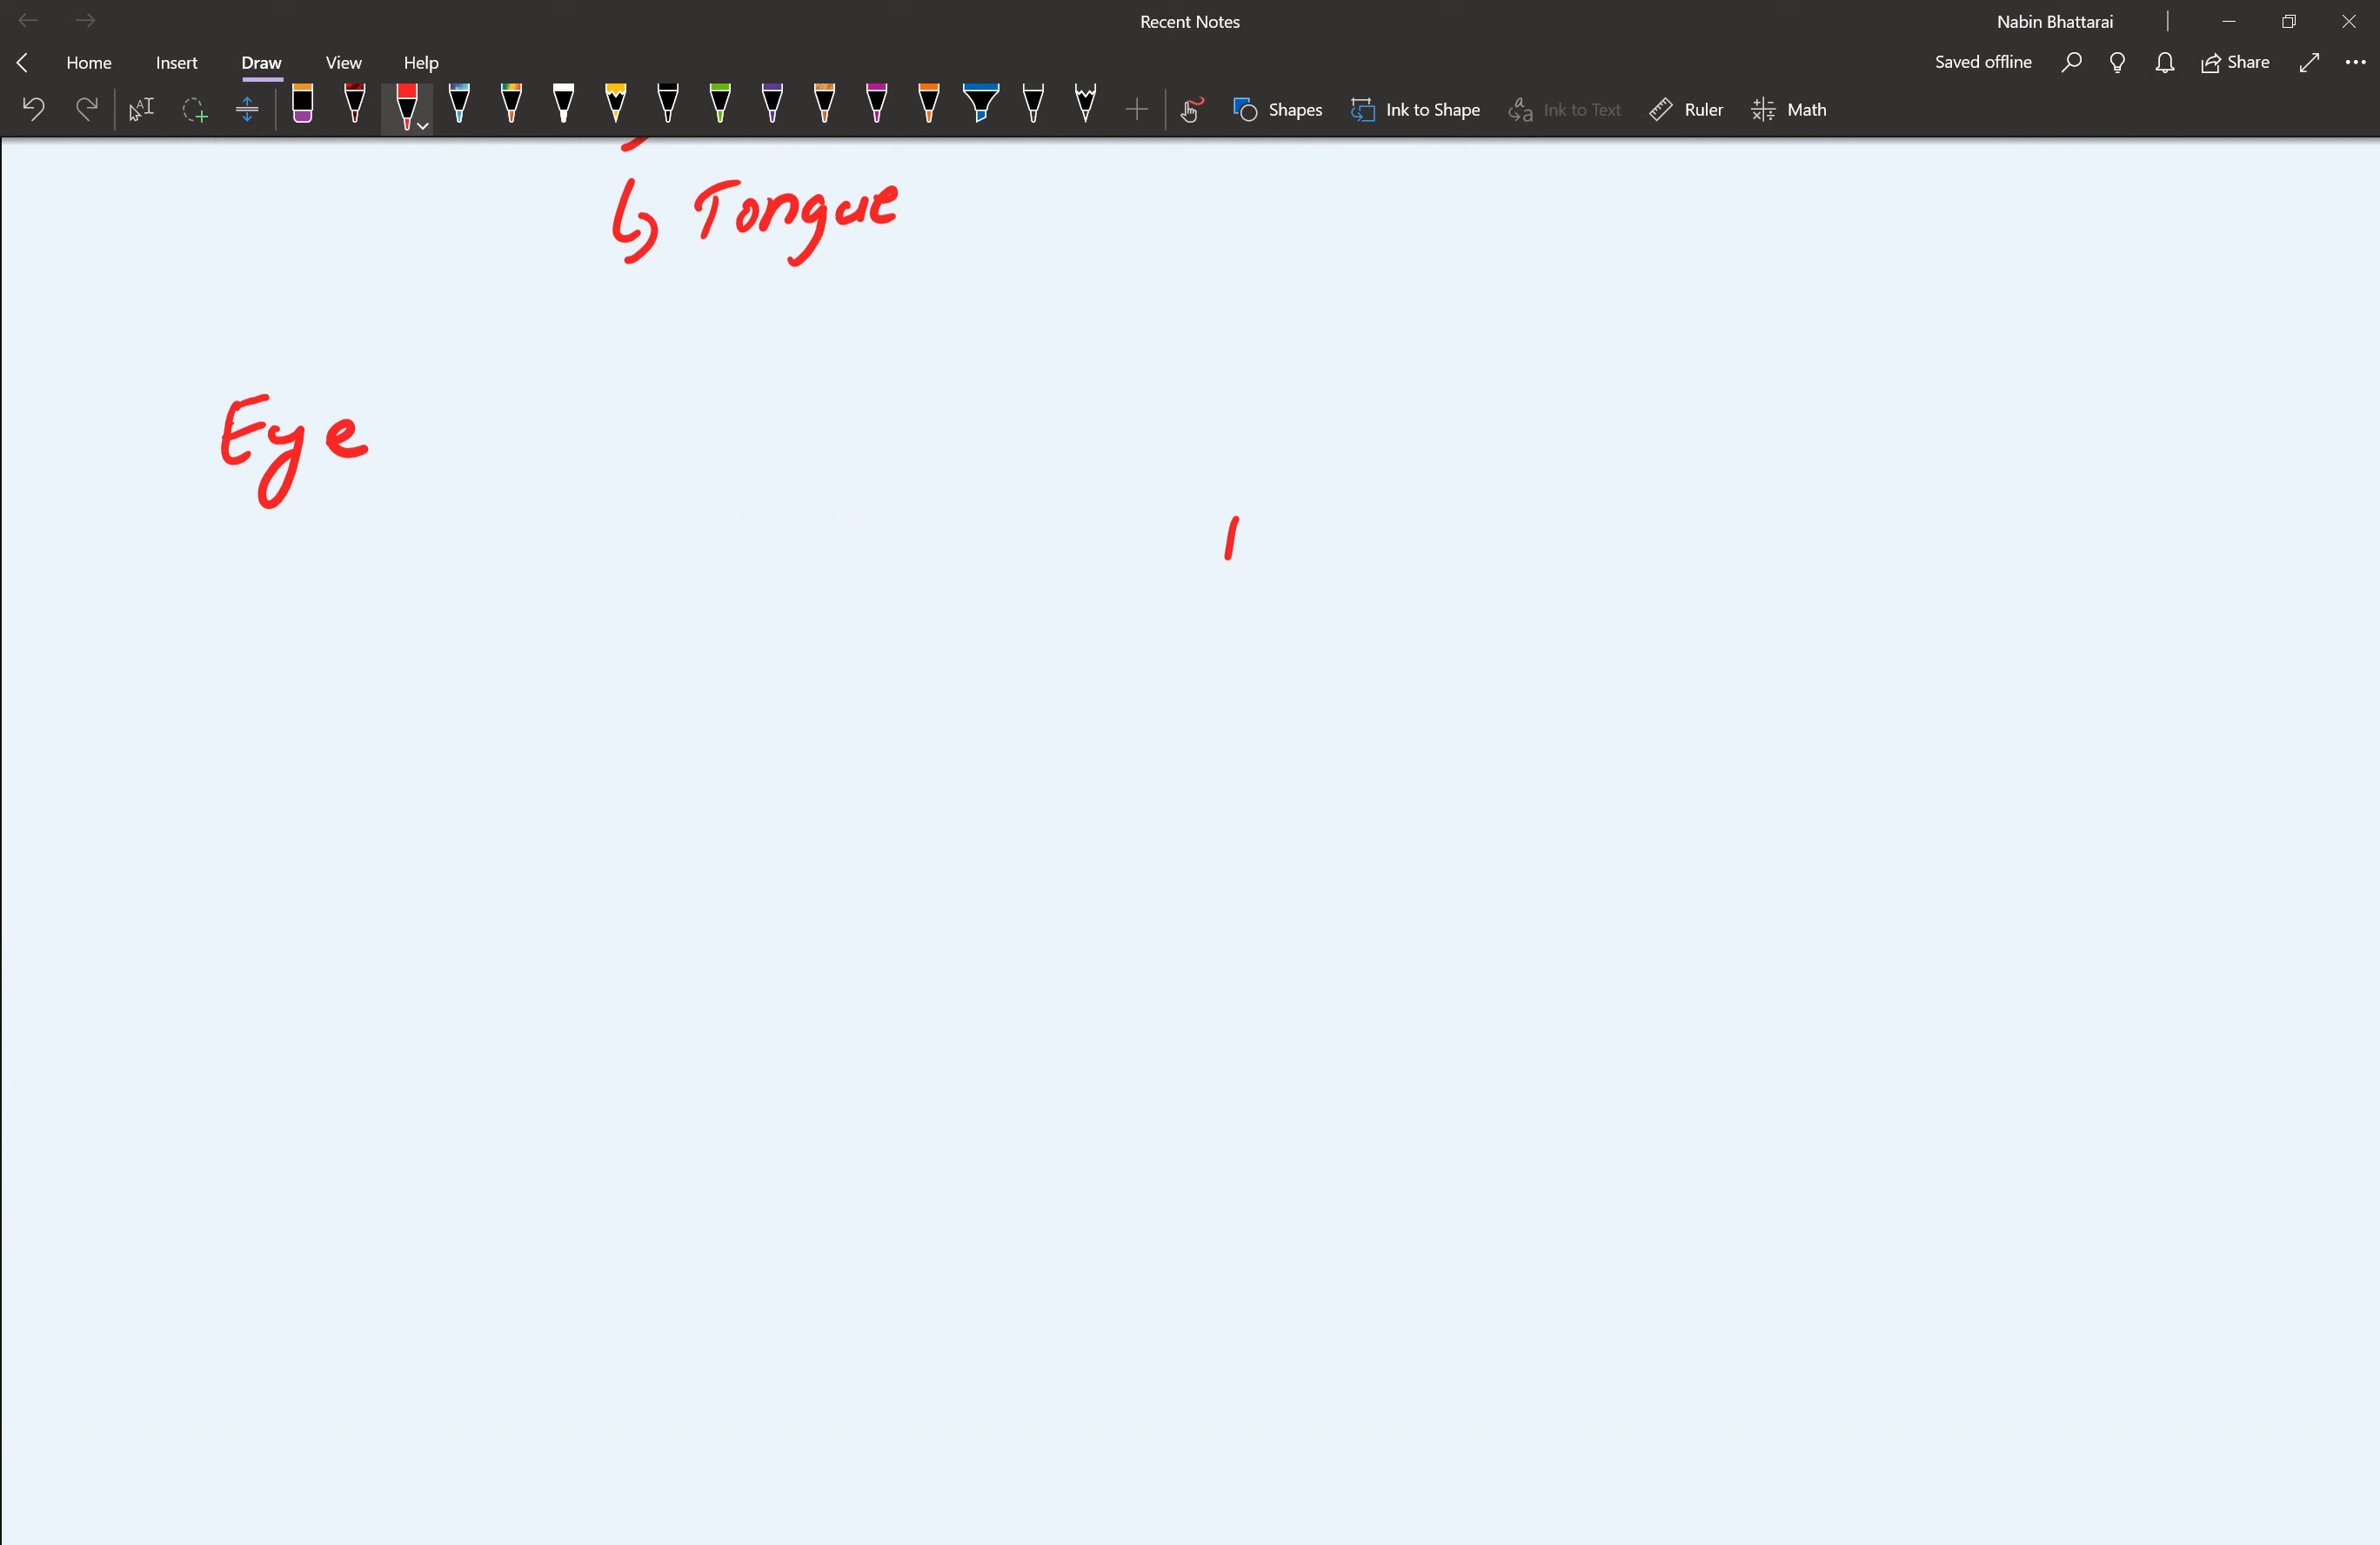 Recent Notes
Nabin Bhattarai
Home Insert Draw View Help
Saved offline
Share
Shapes
Ink to Shape
Ink to Text
Ruler
Math
↳ Tongue
Eye